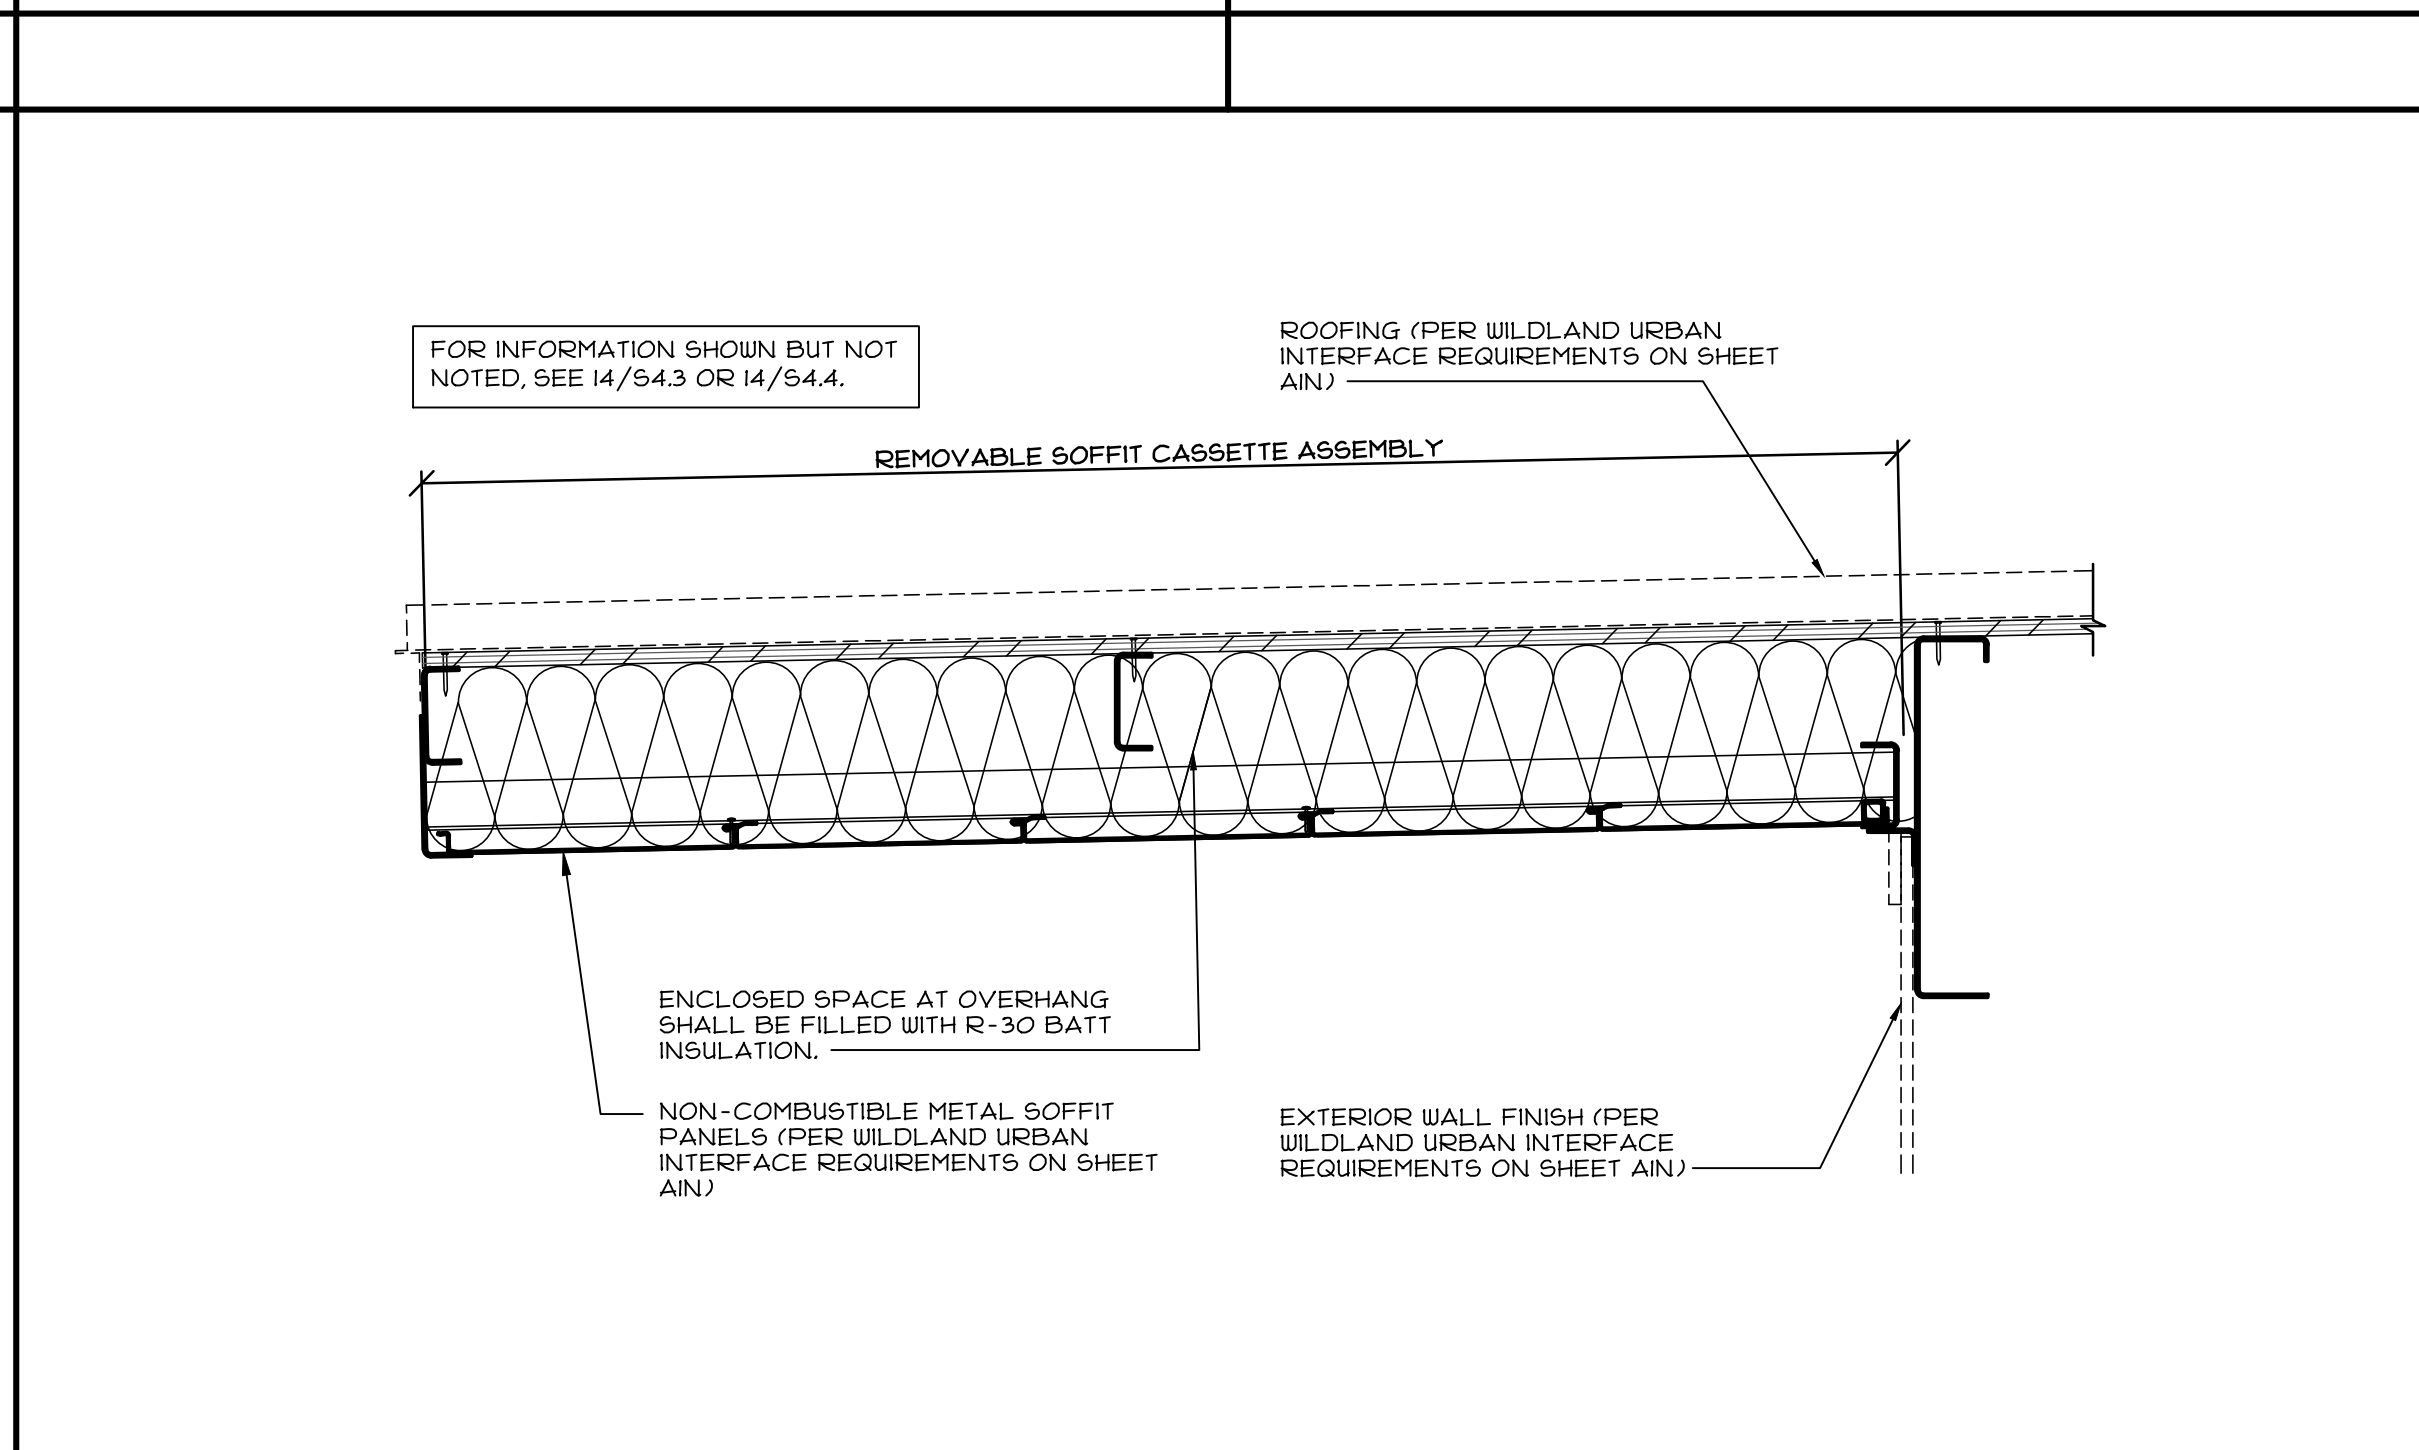 FOR INFORMATION SHOWN BUT NOT
NOTED, SEE 14/S4.3 OR 14/S4.4.
ROOFING (PER WILDLAND URBAN
INTERFACE REQUIREMENTS ON SHEET
AIN)
REMOVABLE SOFFIT CASSETTE ASSEMBLY
ENCLOSED SPACE AT OVERHANG
SHALL BE FILLED WITH R-30 BATT
INSULATION.
NON-COMBUSTIBLE METAL SOFFIT
PANELS (PER WILDLAND URBAN
INTERFACE REQUIREMENTS ON SHEET
AIN)
EXTERIOR WALL FINISH (PER
WILDLAND URBAN INTERFACE
REQUIREMENTS ON SHEET AIN)